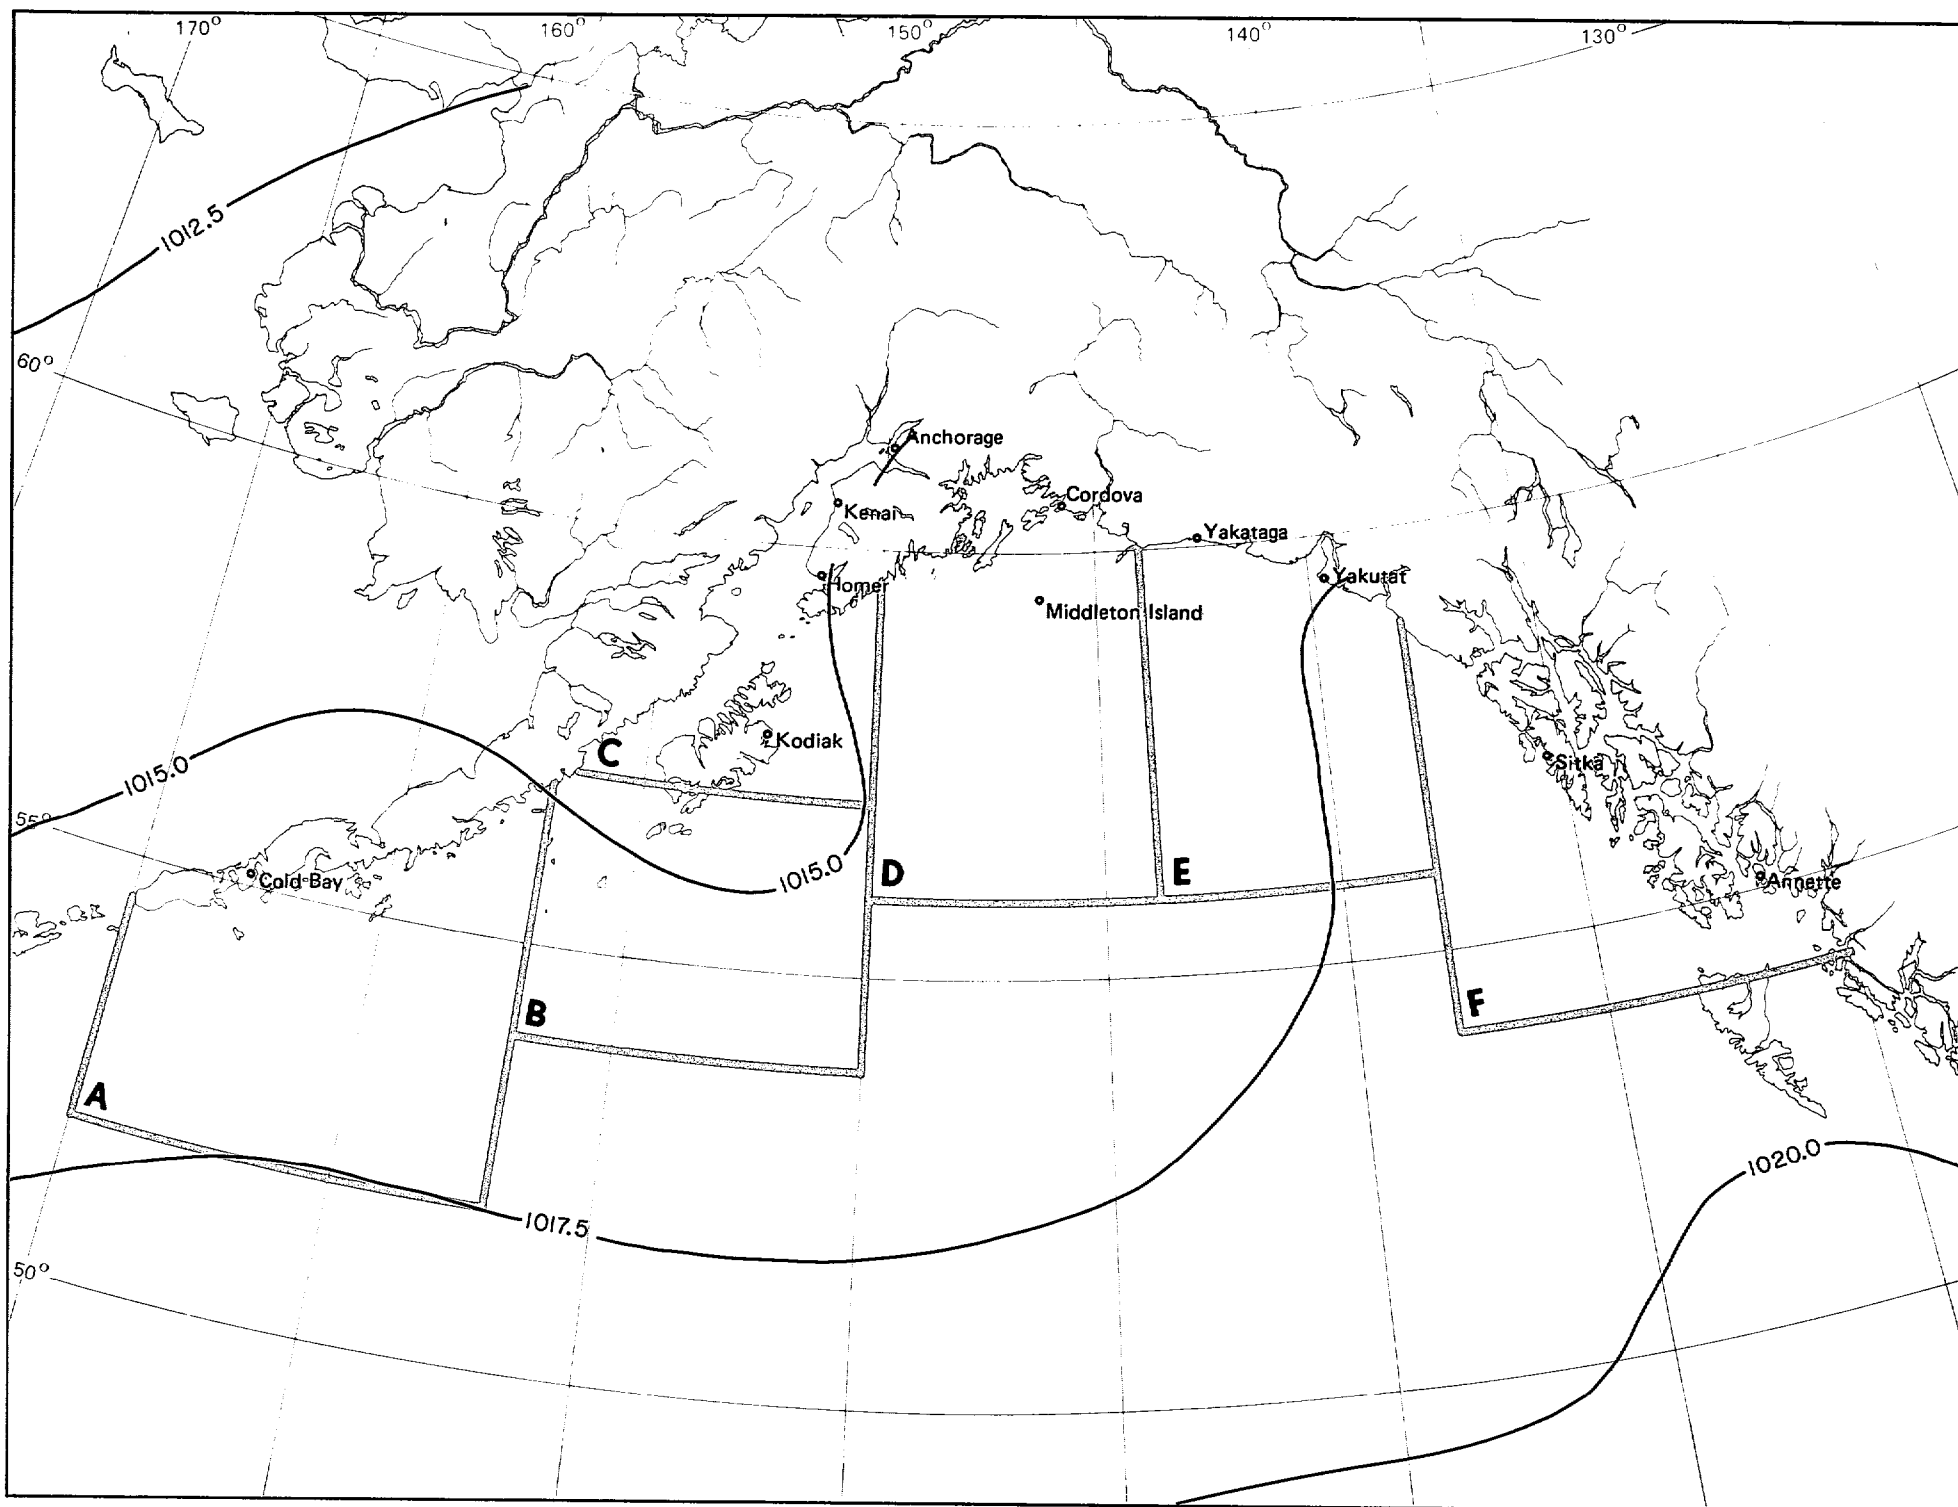 170°
160°
150°
140°
130°
1012.5
60°
Anchorage
Kenai
Cordova
Yakataga
Homer
Yakutat
Middleton Island
C
Kodiak
Sitka
1015.0
55°
Cold Bay
1015.0
D
E
Annette
B
F
A
1020.0
1017.5
50°